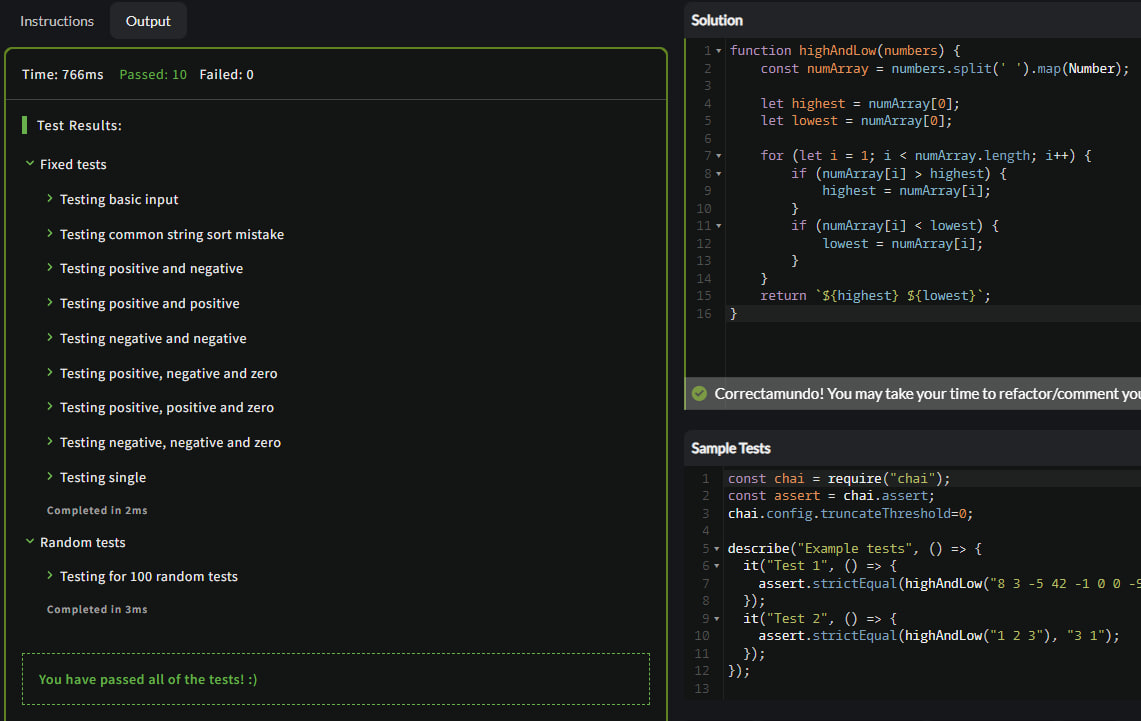 Instructions
Output
Time: 766ms Passed: 10 Failed: 0
Test Results:
Fixed tests
Testing basic input
Testing common string sort mistake
Testing positive and negative
Testing positive and positive
Testing negative and negative
Testing positive, negative and zero
Testing positive, positive and zero
Testing negative, negative and zero
Testing single
Completed in 2ms
Random tests
Testing for 100 random tests
Completed in 3ms
You have passed all of the tests! :)
Solution
1 function highAndLow(numbers) {
2     const numArray = numbers.split(' ').map(Number);
3
4     let highest = numArray[0];
5     let lowest = numArray[0];
6
7     for (let i = 1; i < numArray.length; i++) {
8         if (numArray[i] > highest) {
9             highest = numArray[i];
10         }
11         if (numArray[i] < lowest) {
12             lowest = numArray[i];
13         }
14     }
15     return `${highest} ${lowest}`;
16 }
Correctamundo! You may take your time to refactor/comment you
Sample Tests
1 const chai = require("chai");
2 const assert = chai.assert;
3 chai.config.truncateThreshold=0;
4
5 describe("Example tests", () => {
6   it("Test 1", () => {
7     assert.strictEqual(highAndLow("8 3 -5 42 -1 0 0 -9
8   });
9   it("Test 2", () => {
10     assert.strictEqual(highAndLow("1 2 3"), "3 1");
11   });
12 });
13